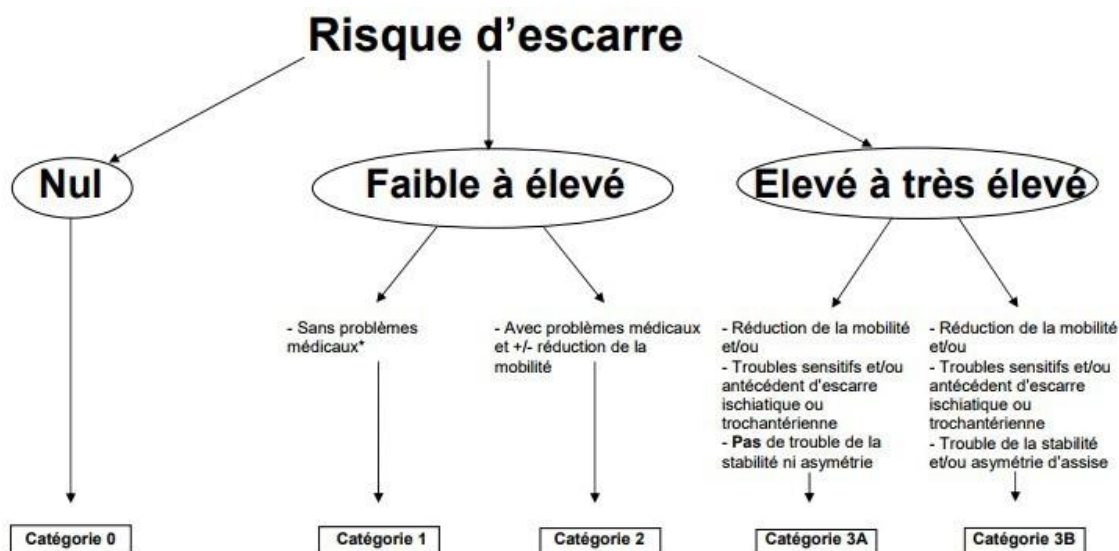 Risque d’escarre
Nul
Faible à élevé
Elevé à très élevé
- Sans problèmes
médicaux*
- Avec problèmes médicaux
et +/- réduction de la
mobilité
- Réduction de la mobilité
et/ou
- Troubles sensitifs et/ou
antécédent d’escarre
ischiatique ou
trochantérienne
- Pas de trouble de la
stabilité ni asymétrie
- Réduction de la mobilité
et/ou
- Troubles sensitifs et/ou
antécédent d’escarre
ischiatique ou
trochantérienne
- Trouble de la stabilité
et/ou asymétrie d’assise
Catégorie 0
Catégorie 1
Catégorie 2
Catégorie 3A
Catégorie 3B